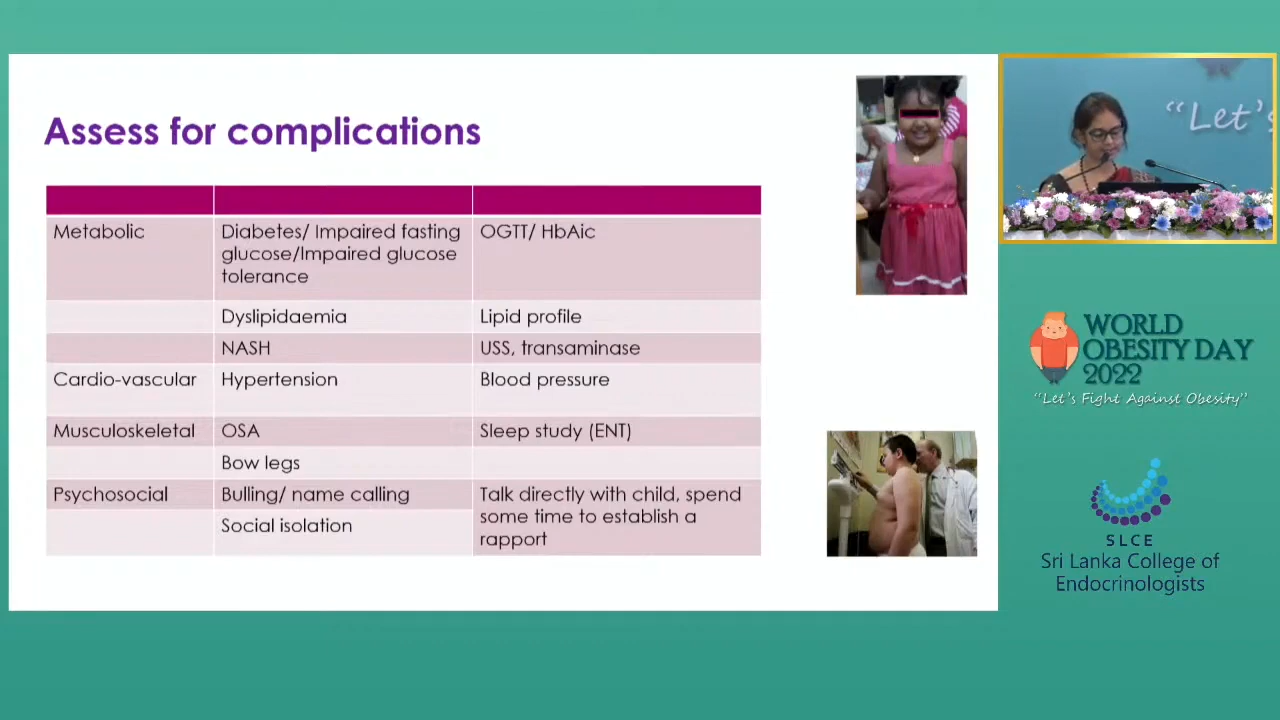 Assess for complications
Metabolic
Diabetes/ Impaired fasting
glucose/Impaired glucose
tolerance
OGTT/ HbAic
Dyslipidaemia
Lipid profile
NASH
USS, transaminase
Cardio-vascular
Hypertension
Blood pressure
Musculoskeletal
OSA
Sleep study (ENT)
Bow legs
Psychosocial
Bulling/ name calling
Talk directly with child, spend
some time to establish a
rapport
Social isolation
"Let's
WORLD
OBESITY DAY
2022
"Let's Fight Against Obesity"
SLCE
Sri Lanka College of
Endocrinologists